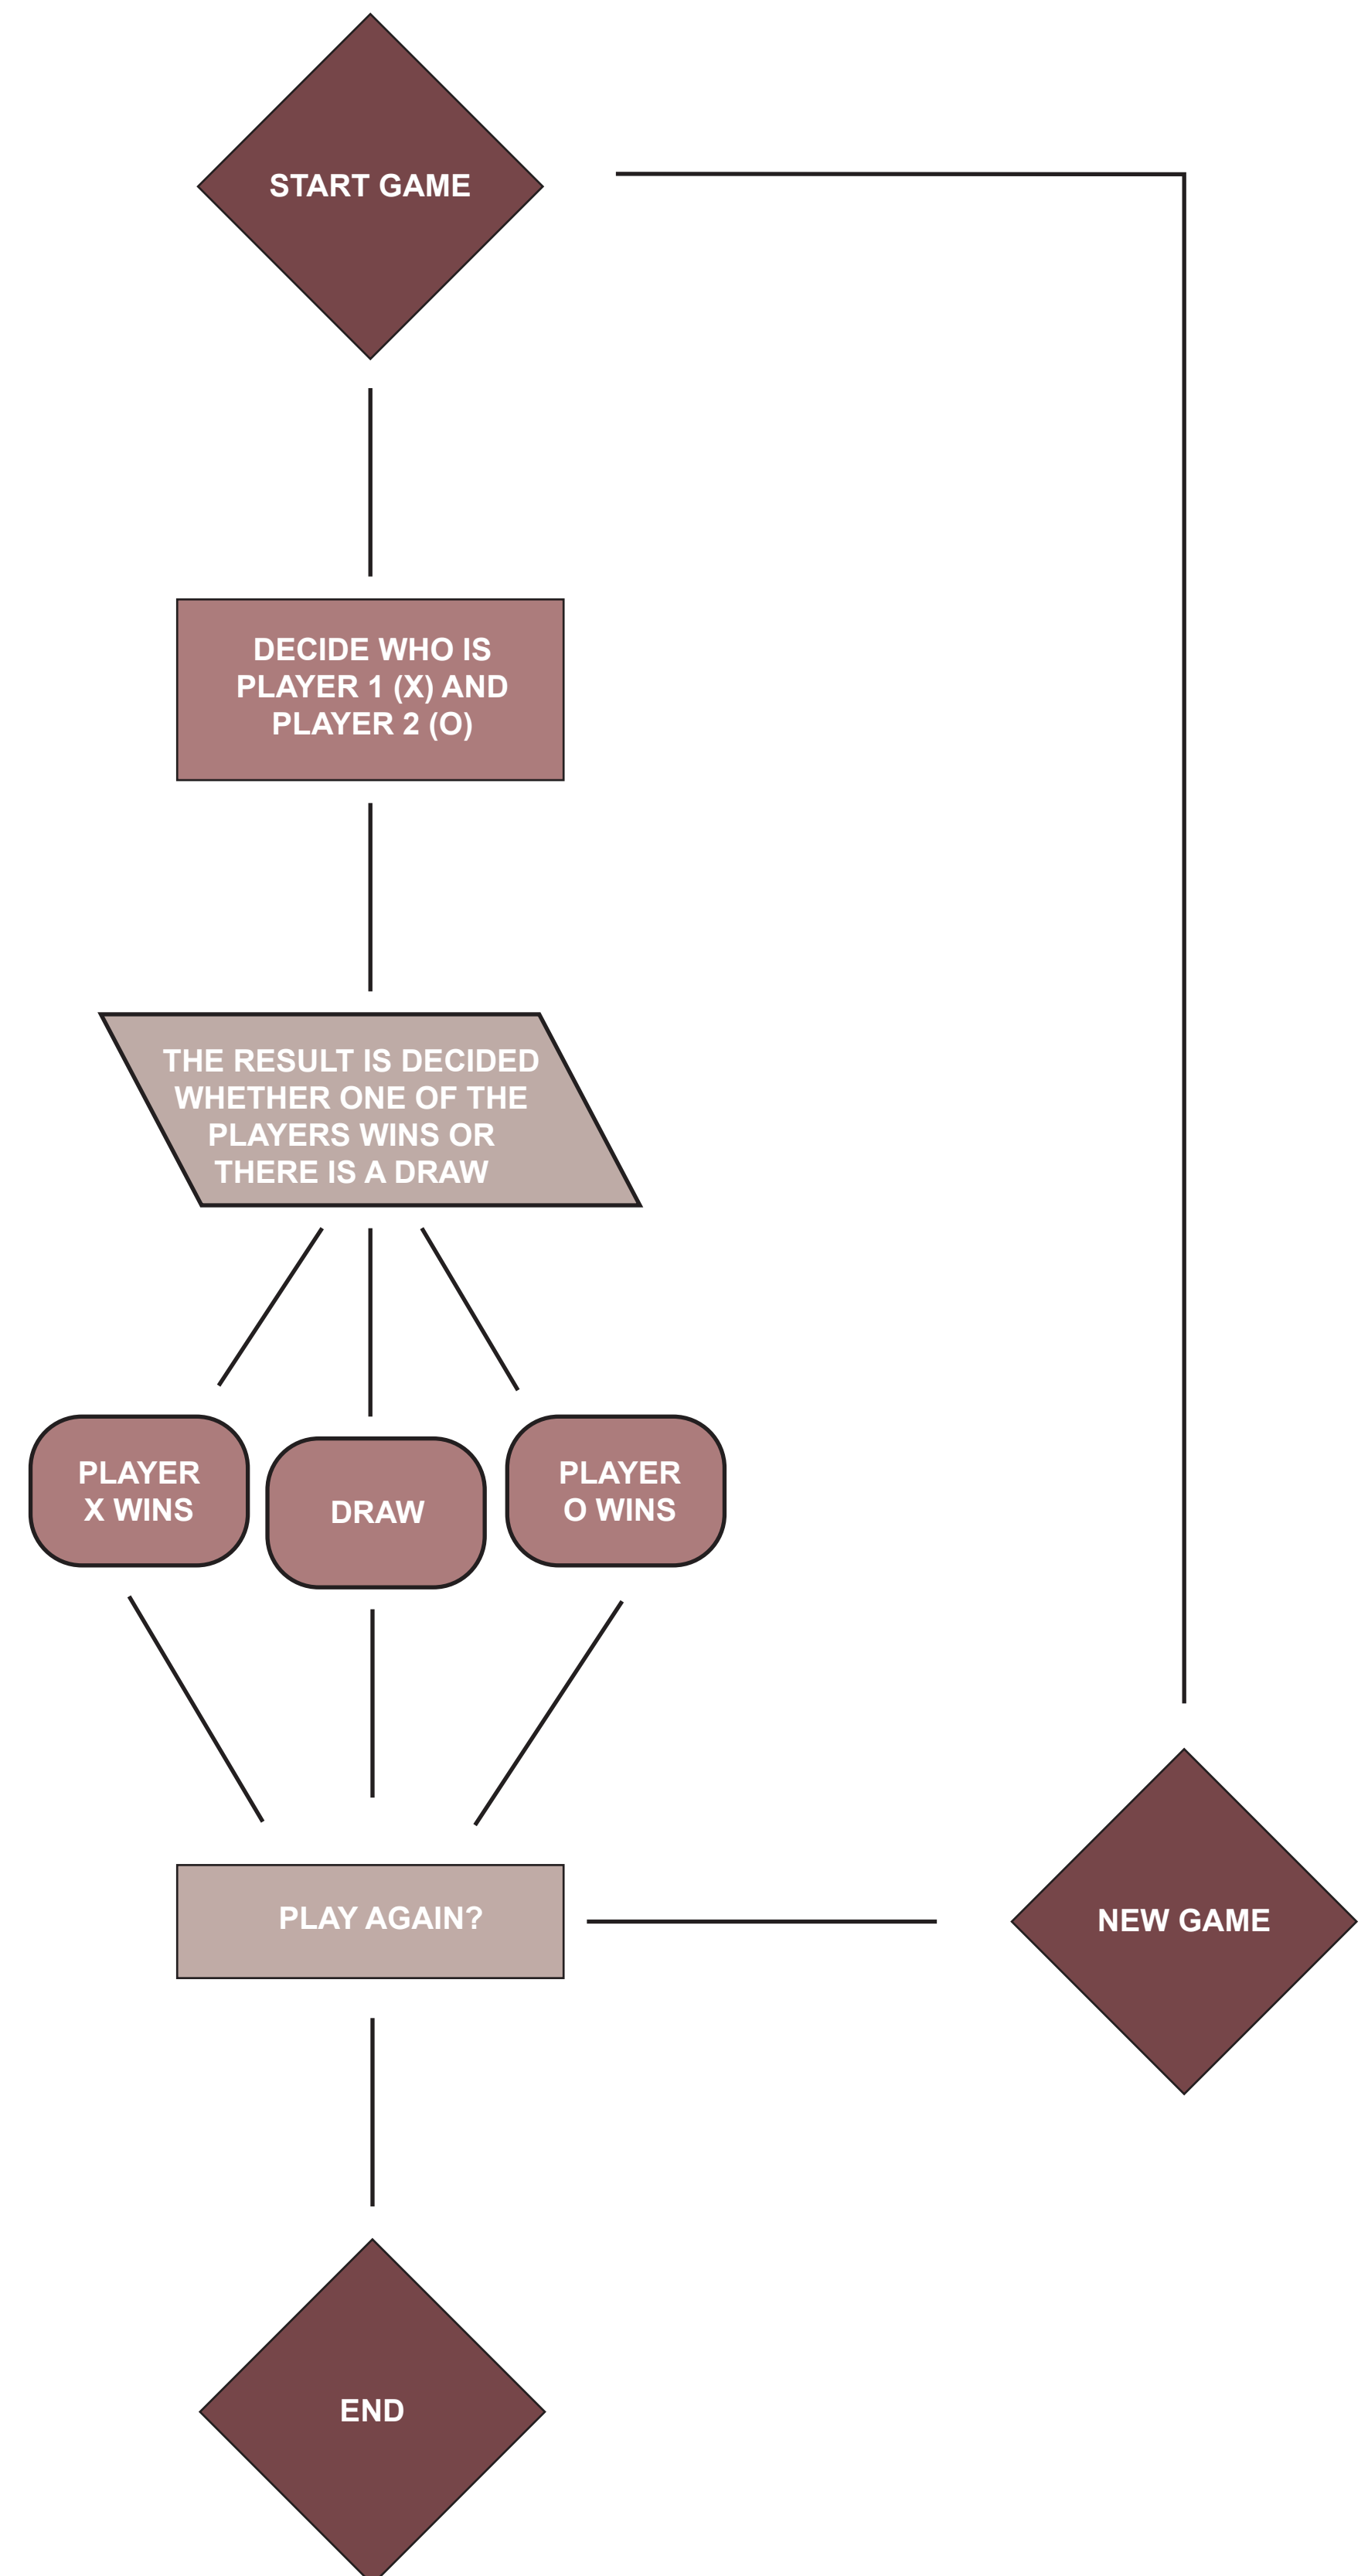 START GAME
DECIDE WHO IS
PLAYER 1 (X) AND
PLAYER 2 (O)
THE RESULT IS DECIDED
WHETHER ONE OF THE
PLAYERS WINS OR
THERE IS A DRAW
PLAYER
X WINS
DRAW
PLAYER
O WINS
PLAY AGAIN?
NEW GAME
END